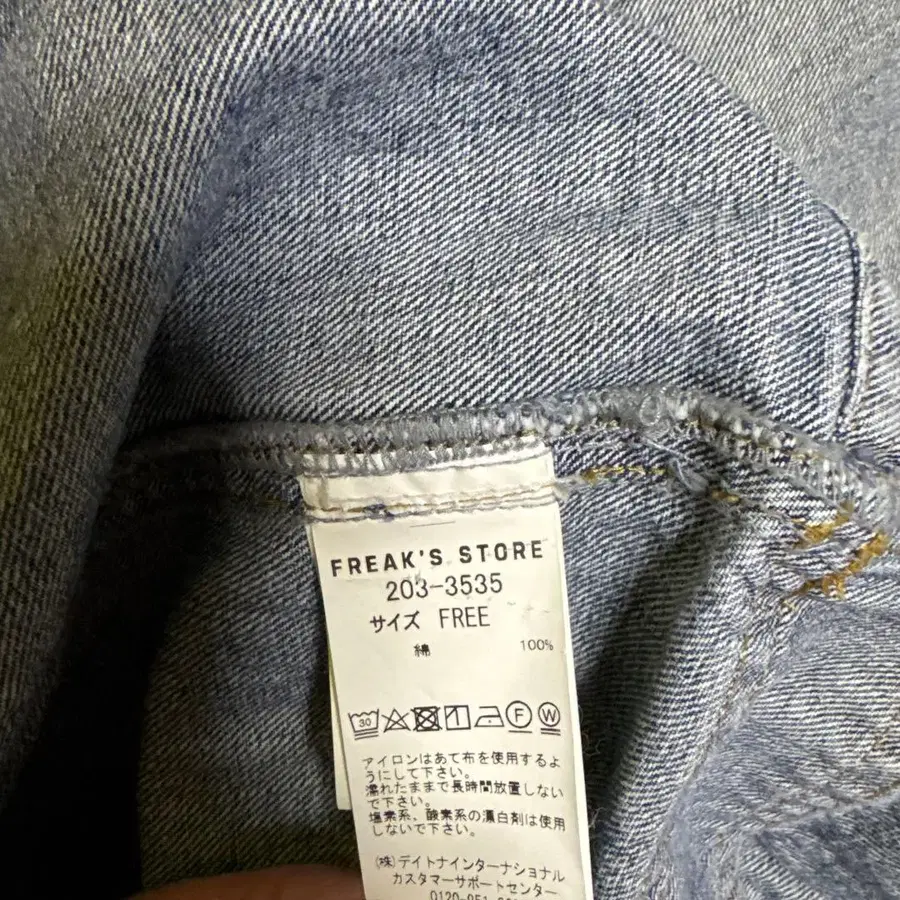 FREAK'S STORE
203-3535
サイズ FREE
綿 100%
30 F W
アイロンはあて布を使用するよ
うにして下さい。
濡れたままで長時間放置しない
で下さい。
塩素系、酸素系の漂白剤は使用
しないで下さい。
(株)デイトナインターナショナル
カスタマーサポートセンター